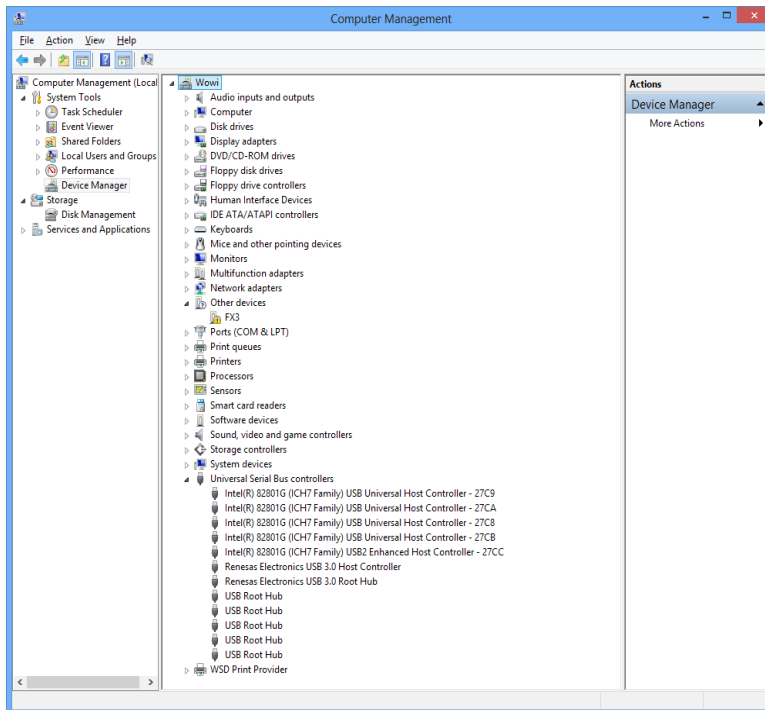 Computer Management
File Action View Help
Computer Management (Local
System Tools
Task Scheduler
Event Viewer
Shared Folders
Local Users and Groups
Performance
Device Manager
Storage
Disk Management
Services and Applications
Wowi
Audio inputs and outputs
Computer
Disk drives
Display adapters
DVD/CD-ROM drives
Floppy disk drives
Floppy drive controllers
Human Interface Devices
IDE ATA/ATAPI controllers
Keyboards
Mice and other pointing devices
Monitors
Multifunction adapters
Network adapters
Other devices
FX3
Ports (COM & LPT)
Print queues
Printers
Processors
Sensors
Smart card readers
Software devices
Sound, video and game controllers
Storage controllers
System devices
Universal Serial Bus controllers
Intel(R) 82801G (ICH7 Family) USB Universal Host Controller - 27C9
Intel(R) 82801G (ICH7 Family) USB Universal Host Controller - 27CA
Intel(R) 82801G (ICH7 Family) USB Universal Host Controller - 27C8
Intel(R) 82801G (ICH7 Family) USB Universal Host Controller - 27CB
Intel(R) 82801G (ICH7 Family) USB2 Enhanced Host Controller - 27CC
Renesas Electronics USB 3.0 Host Controller
Renesas Electronics USB 3.0 Root Hub
USB Root Hub
USB Root Hub
USB Root Hub
USB Root Hub
USB Root Hub
WSD Print Provider
Actions
Device Manager
More Actions